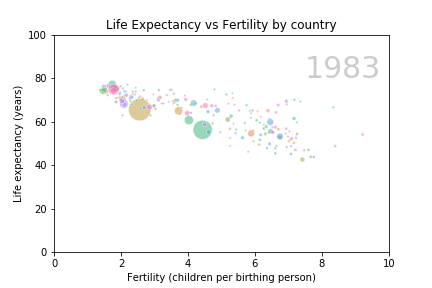 Life Expectancy vs Fertility by country
1983
Life expectancy (years)
100
80
60
40
20
0
0 2 4 6 8 10
Fertility (children per birthing person)